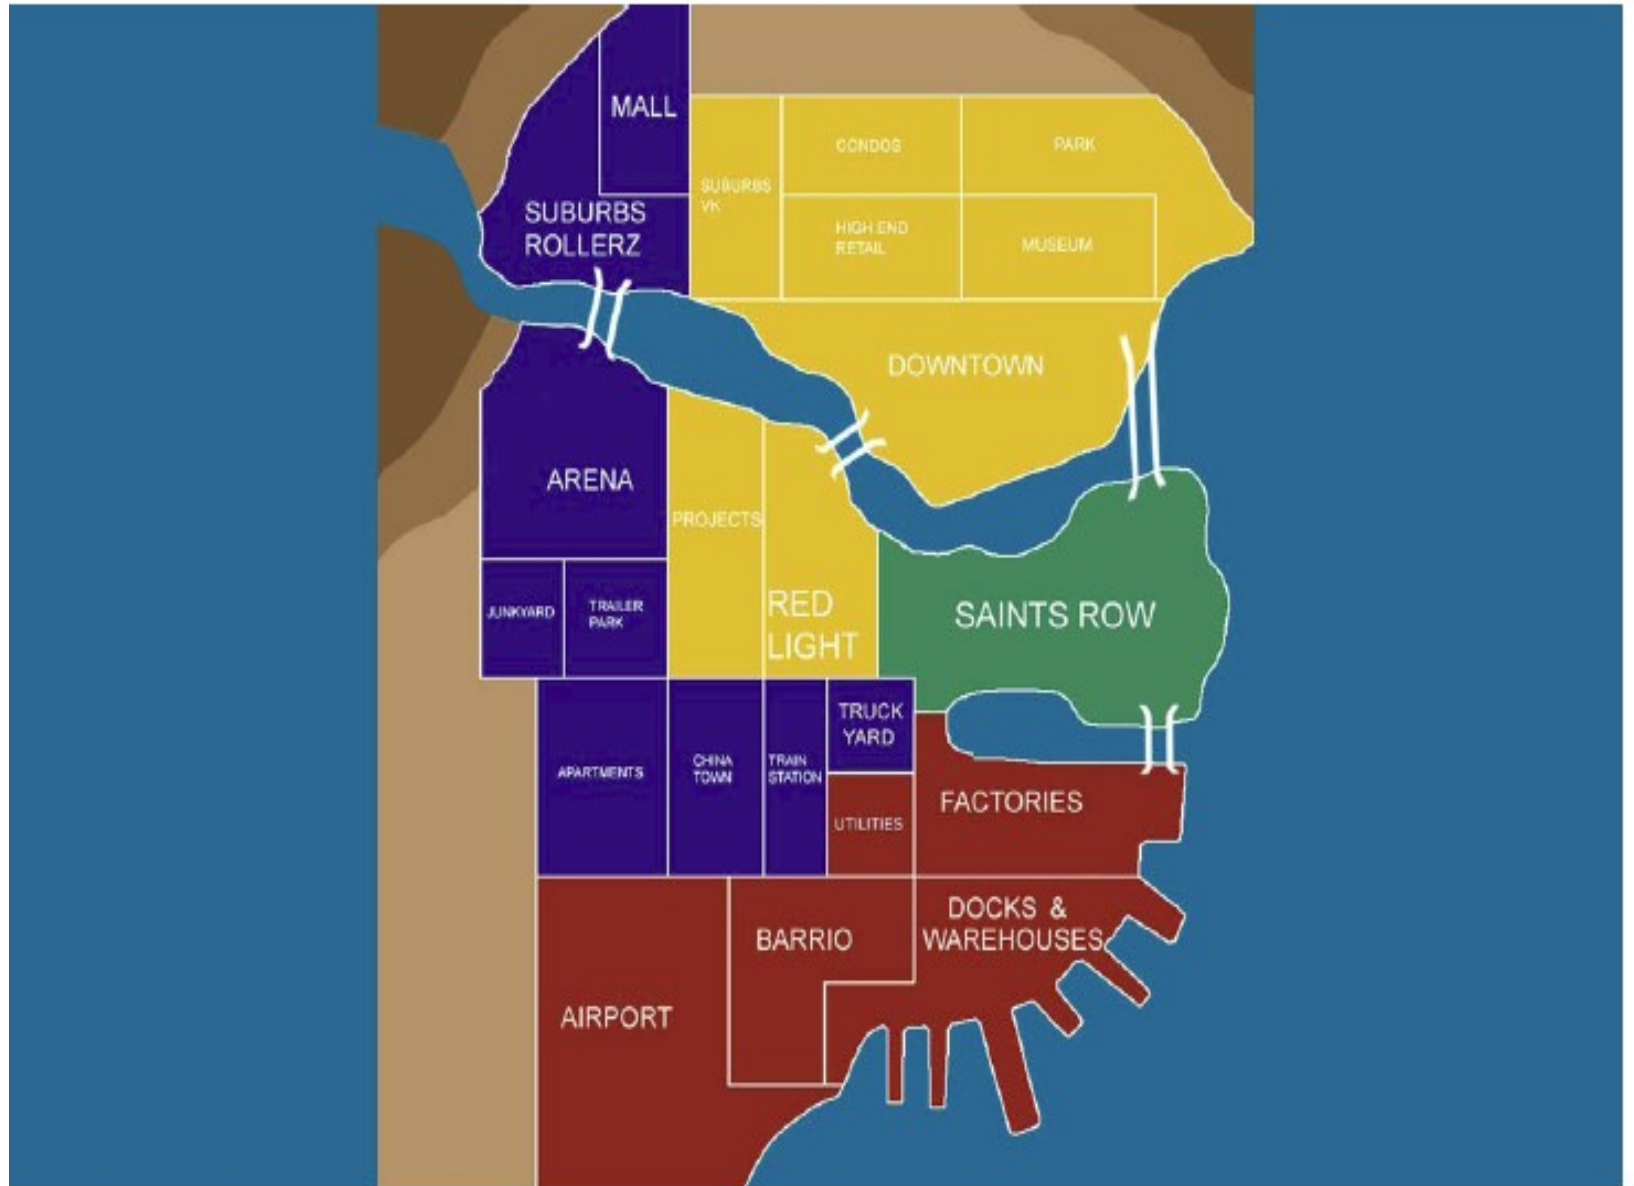 MALL
CONDOS
PARK
SUBURBS
VK
SUBURBS
ROLLERZ
HIGH END
RETAIL
MUSEUM
DOWNTOWN
ARENA
PROJECTS
RED
LIGHT
SAINTS ROW
JUNKYARD
TRAILER
PARK
TRUCK
YARD
APARTMENTS
CHINA
TOWN
TRAIN
STATION
UTILITIES
FACTORIES
BARRIO
DOCKS &
WAREHOUSES
AIRPORT